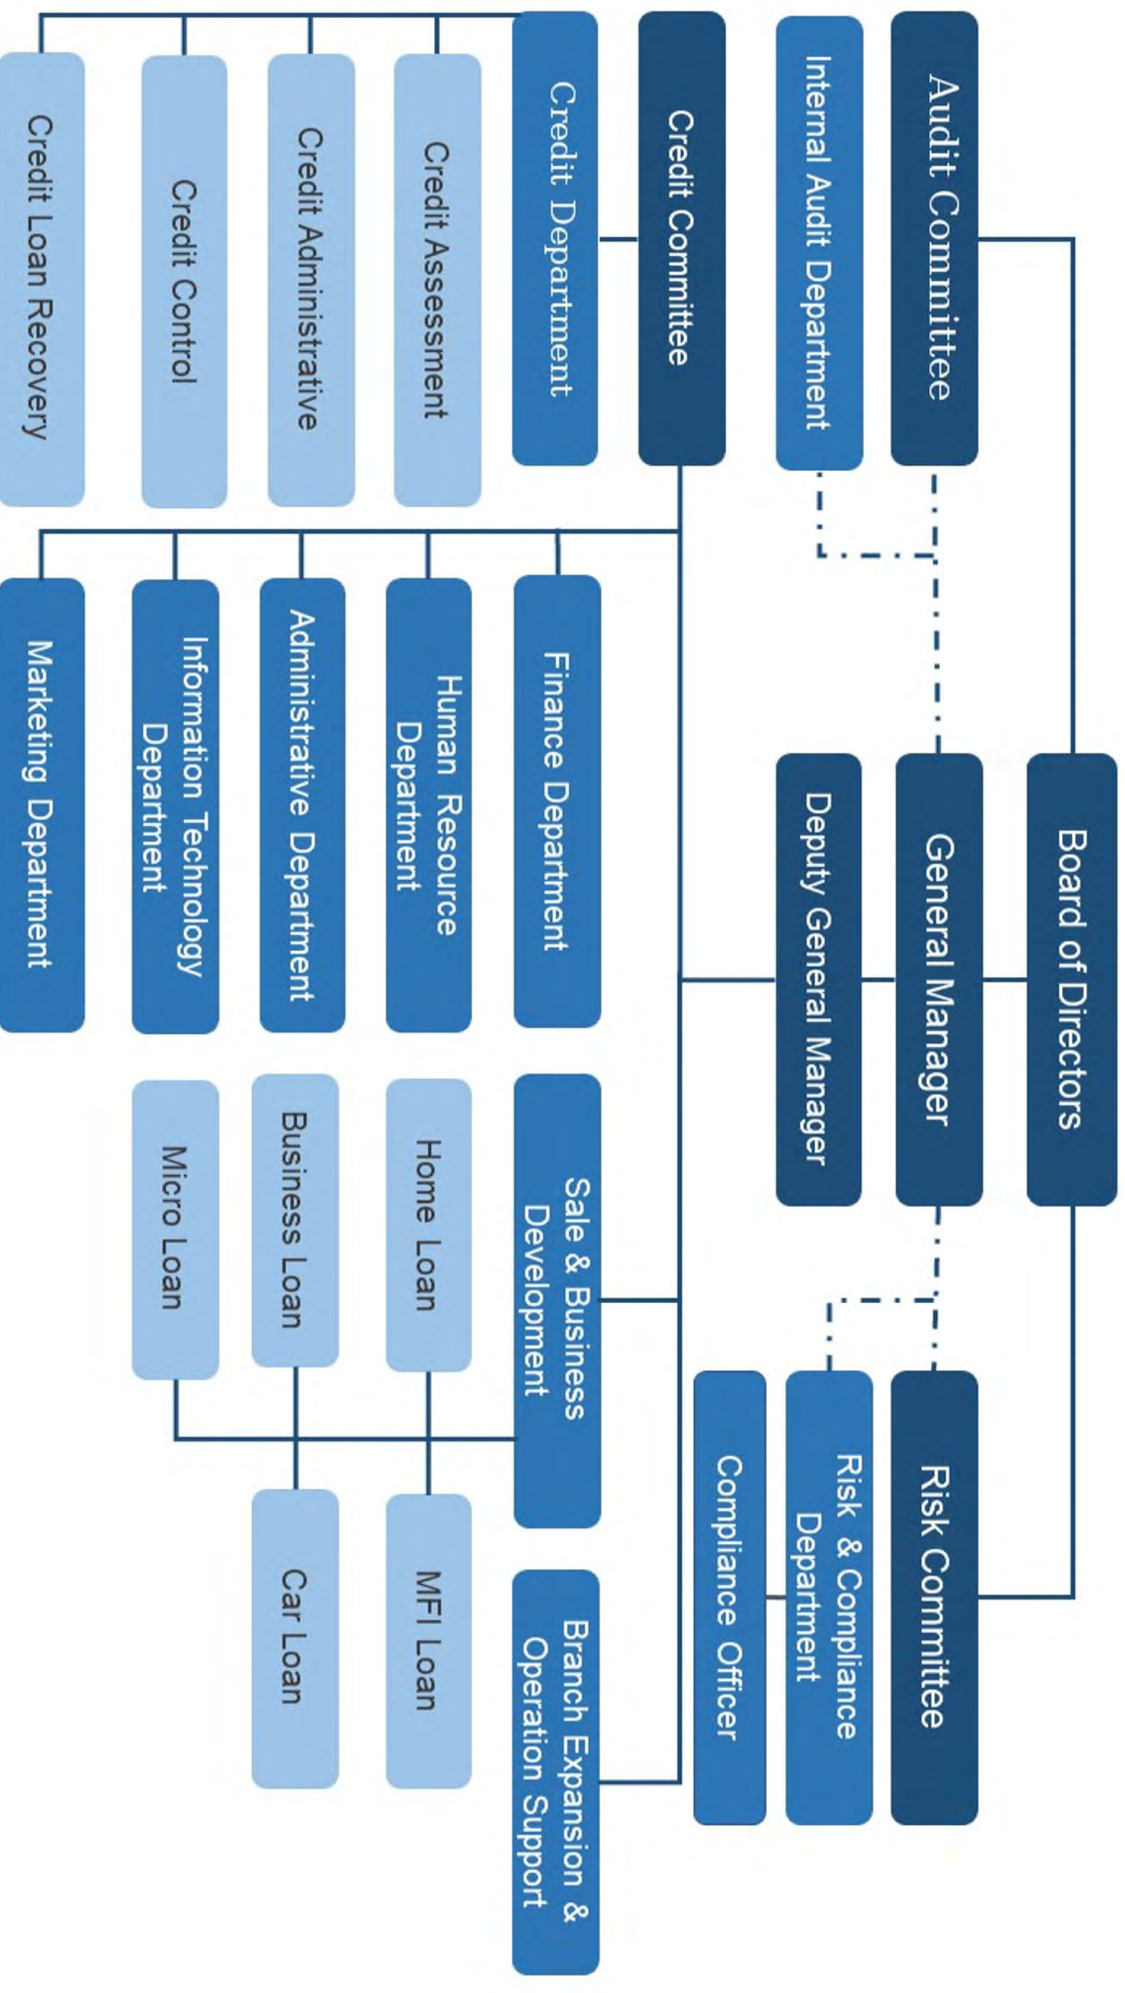 Board of Directors
Audit Committee
General Manager
Risk Committee
Internal Audit Department
Deputy General Manager
Risk & Compliance
Department
Compliance Officer
Credit Committee
Credit Department
Finance Department
Sale & Business
Development
Branch Expansion &
Operation Support
Credit Assessment
Human Resource
Department
Home Loan
MFI Loan
Credit Administrative
Administrative Department
Business Loan
Car Loan
Credit Control
Information Technology
Department
Micro Loan
Credit Loan Recovery
Marketing Department